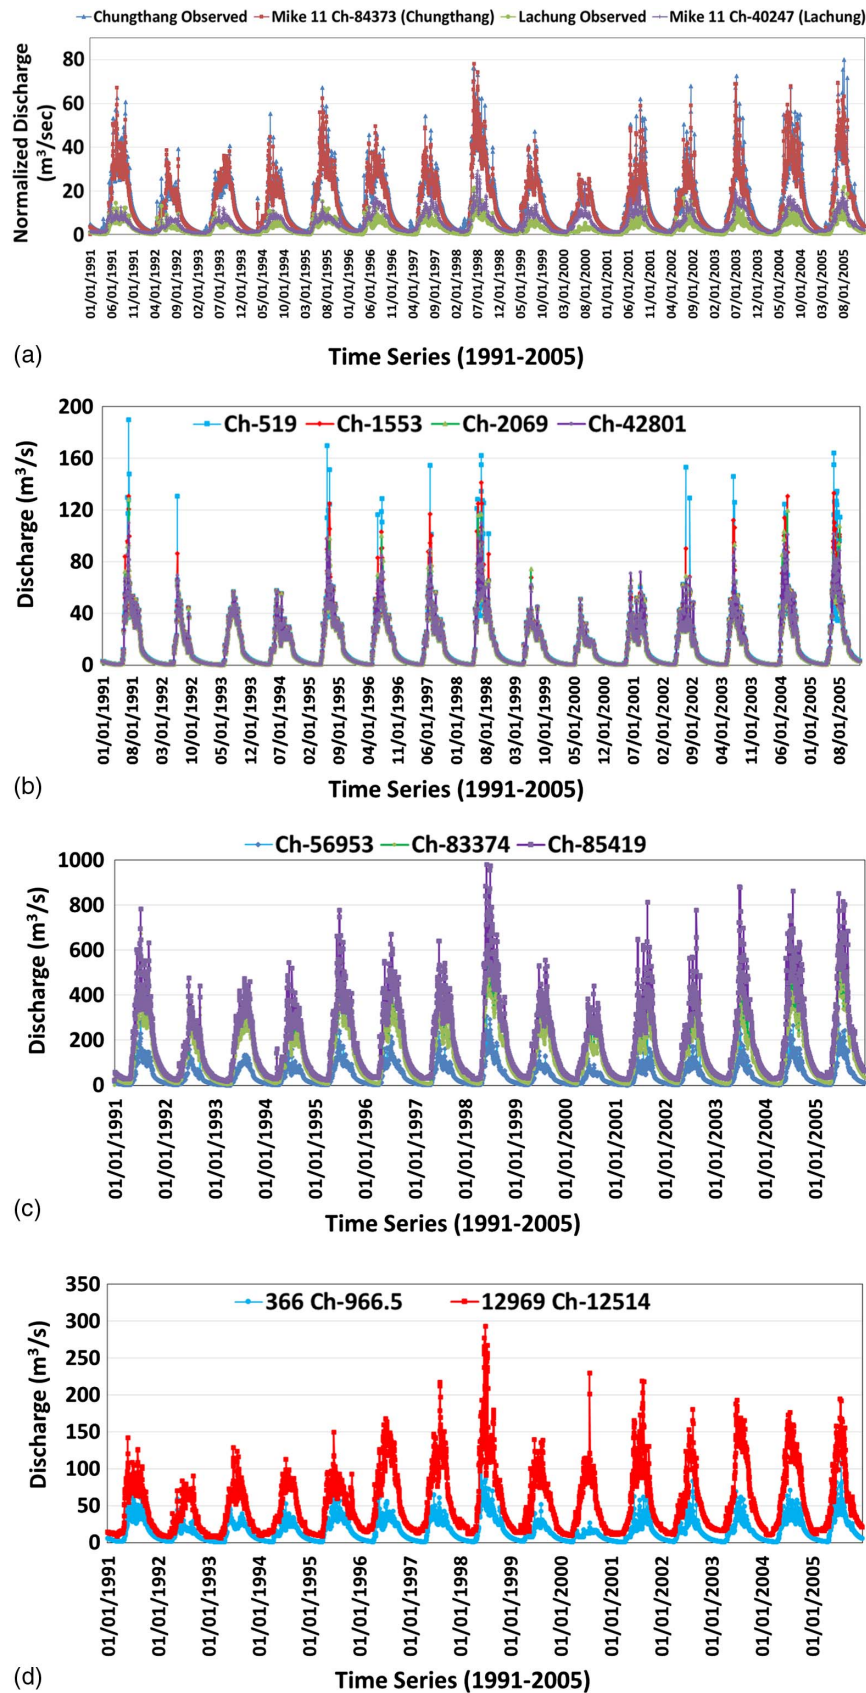 Chungthang Observed Mike 11 Ch-84373 (Chungthang) Lachung Observed Mike 11 Ch-40247 (Lachung)
Normalized Discharge
(m³/sec)
80
60
40
20
0
01/01/1991 06/01/1991 11/01/1991 04/01/1992 09/01/1992 02/01/1993 07/01/1993 12/01/1993 05/01/1994 10/01/1994 03/01/1995 08/01/1995 01/01/1996 06/01/1996 11/01/1996 04/01/1997 09/01/1997 02/01/1998 07/01/1998 12/01/1998 05/01/1999 10/01/1999 03/01/2000 08/01/2000 01/01/2001 06/01/2001 11/01/2001 04/01/2002 09/01/2002 02/01/2003 07/01/2003 12/01/2003 05/01/2004 10/01/2004 03/01/2005 08/01/2005
(a)
Time Series (1991-2005)
Discharge (m³/s)
200
160
120
80
40
0
Ch-519 Ch-1553 Ch-2069 Ch-42801
01/01/1991 08/01/1991 03/01/1992 10/01/1992 05/01/1993 12/01/1993 07/01/1994 02/01/1995 09/01/1995 04/01/1996 11/01/1996 06/01/1997 01/01/1998 08/01/1998 03/01/1999 10/01/1999 05/01/2000 12/01/2000 07/01/2001 02/01/2002 09/01/2002 04/01/2003 11/01/2003 06/01/2004 01/01/2005 08/01/2005
(b)
Time Series (1991-2005)
Ch-56953 Ch-83374 Ch-85419
Discharge (m³/s)
1000
800
600
400
200
0
01/01/1991 01/01/1992 01/01/1993 01/01/1994 01/01/1995 01/01/1996 01/01/1997 01/01/1998 01/01/1999 01/01/2000 01/01/2001 01/01/2002 01/01/2003 01/01/2004 01/01/2005
(c)
Time Series (1991-2005)
Discharge (m³/s)
350
300
250
200
150
100
50
0
366 Ch-966.5 12969 Ch-12514
01/01/1991 01/01/1992 01/01/1993 01/01/1994 01/01/1995 01/01/1996 01/01/1997 01/01/1998 01/01/1999 01/01/2000 01/01/2001 01/01/2002 01/01/2003 01/01/2004 01/01/2005
(d)
Time Series (1991-2005)